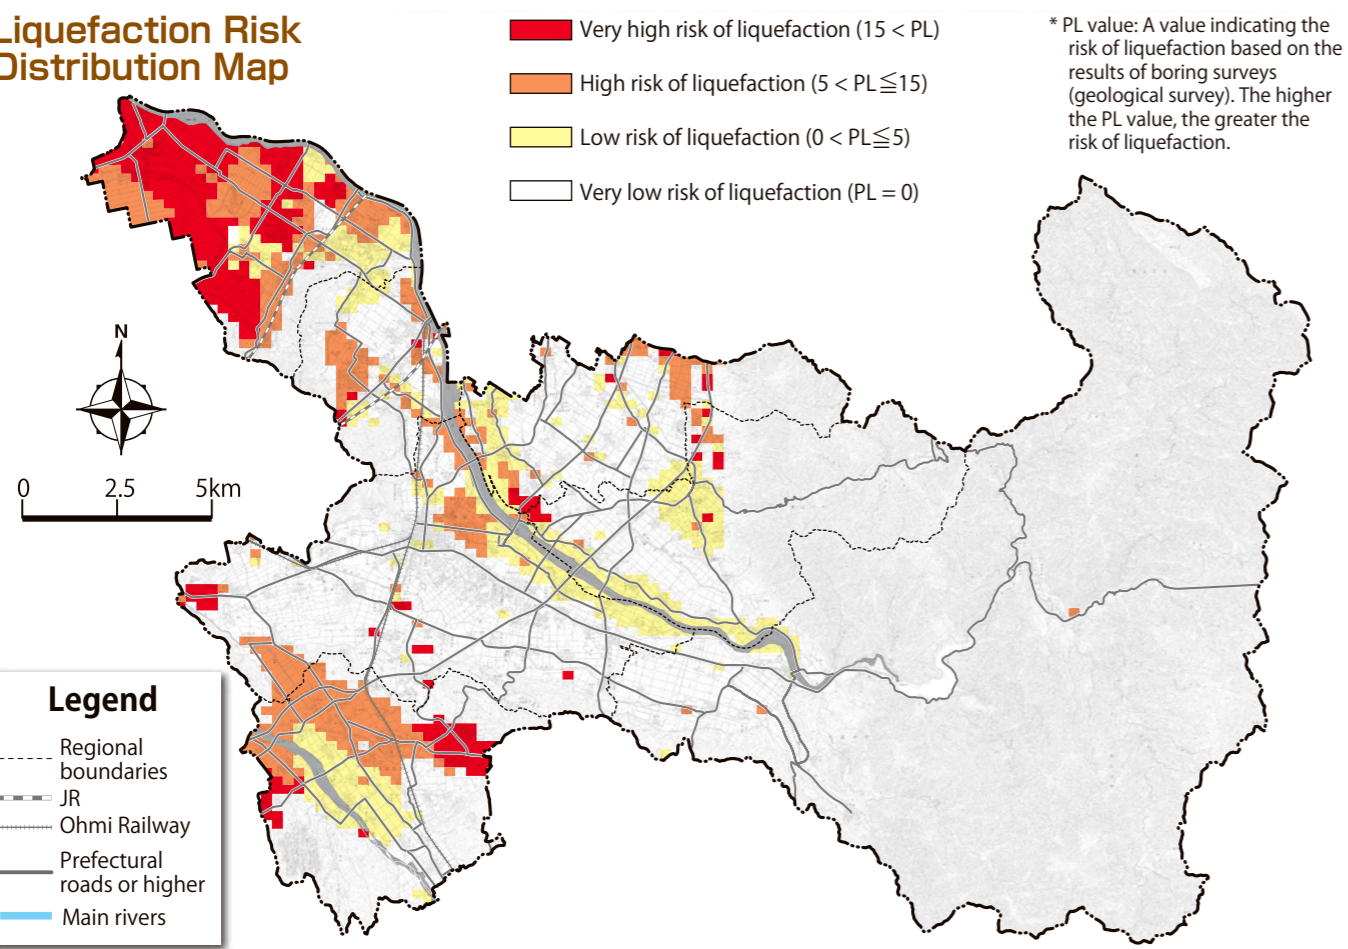 Liquefaction Risk
Distribution Map
Very high risk of liquefaction (15 < PL)
High risk of liquefaction (5 < PL≦15)
Low risk of liquefaction (0 < PL≦5)
Very low risk of liquefaction (PL = 0)
* PL value: A value indicating the
risk of liquefaction based on the
results of boring surveys
(geological survey). The higher
the PL value, the greater the
risk of liquefaction.
N
0 2.5 5km
Legend
Regional
boundaries
JR
Ohmi Railway
Prefectural
roads or higher
Main rivers